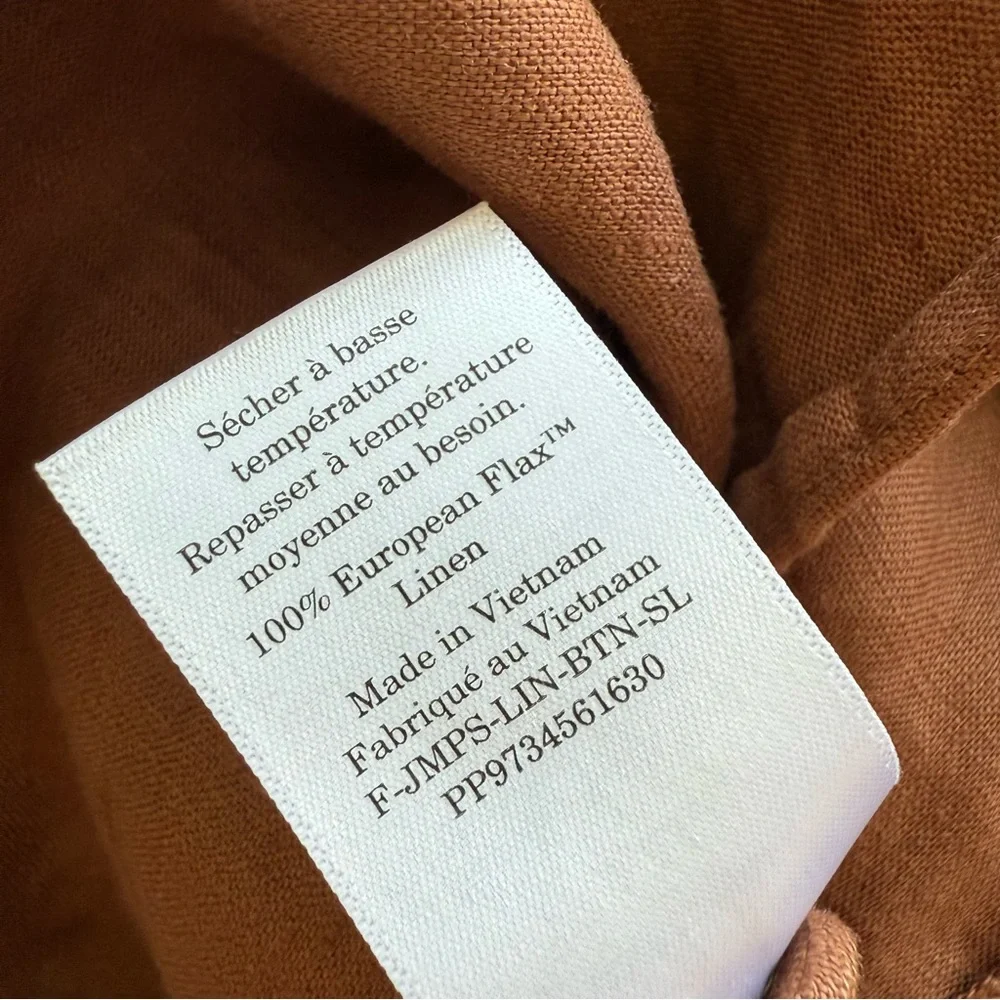 Sécher à basse
température.
Repasser à température
moyenne au besoin.
100% European Flax™
Linen
Made in Vietnam
Fabriqué au Vietnam
F-JMPS-LIN-BTN-SL
PP9734561630